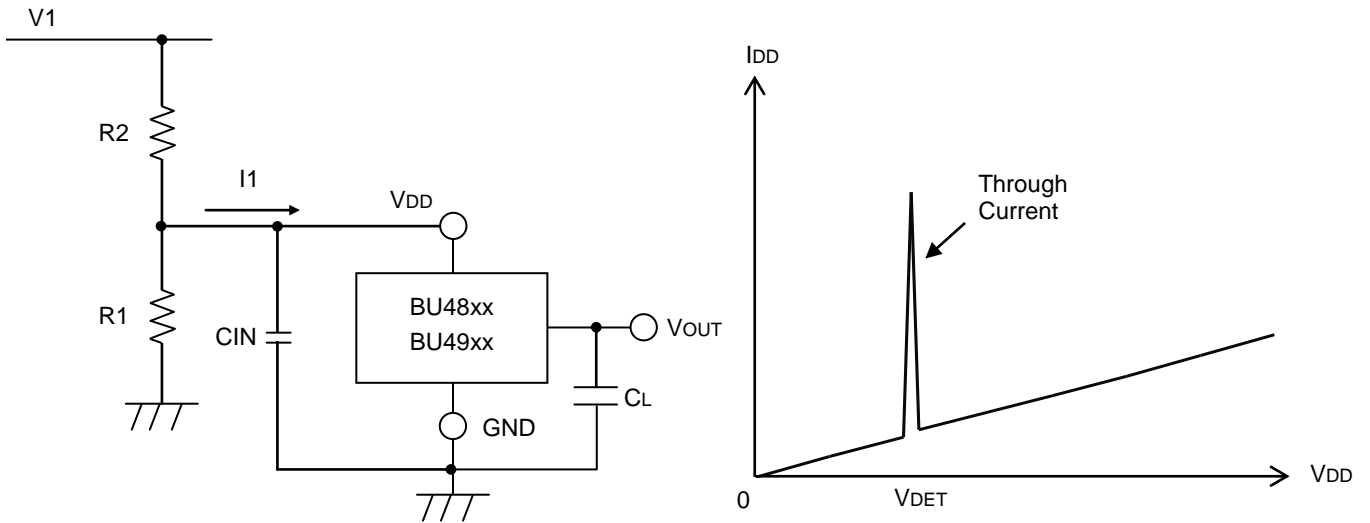 V1
R2
I1
VDD
R1
CIN
BU48xx
BU49xx
VOUT
CL
GND
IDD
Through
Current
0
VDET
VDD